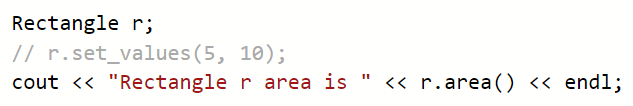 Rectangle r;
// r.set_values(5, 10);
cout << "Rectangle r area is " << r.area() << endl;